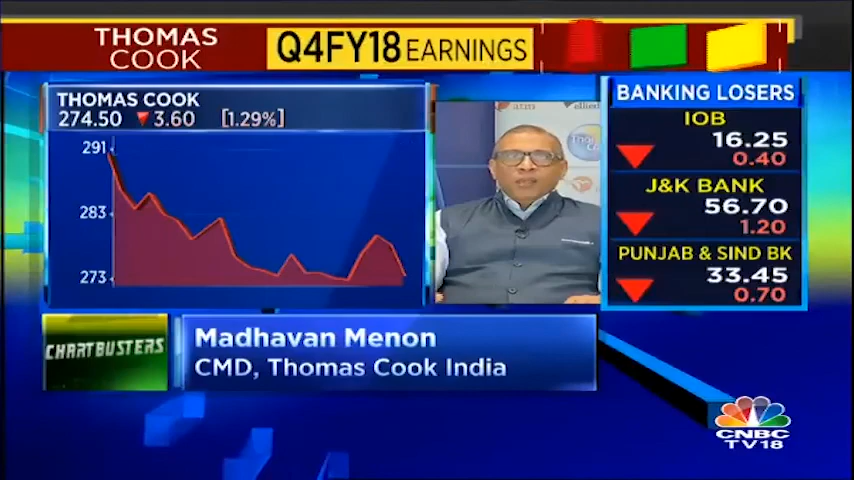 THOMAS
COOK
Q4FY18 EARNINGS
THOMAS COOK
274.50 ▼ 3.60 [1.29%]
291
283
273
BANKING LOSERS
IOB
16.25
0.40
J&K BANK
56.70
1.20
PUNJAB & SIND BK
33.45
0.70
CHARTBUSTERS
Madhavan Menon
CMD, Thomas Cook India
CNBC
TV18